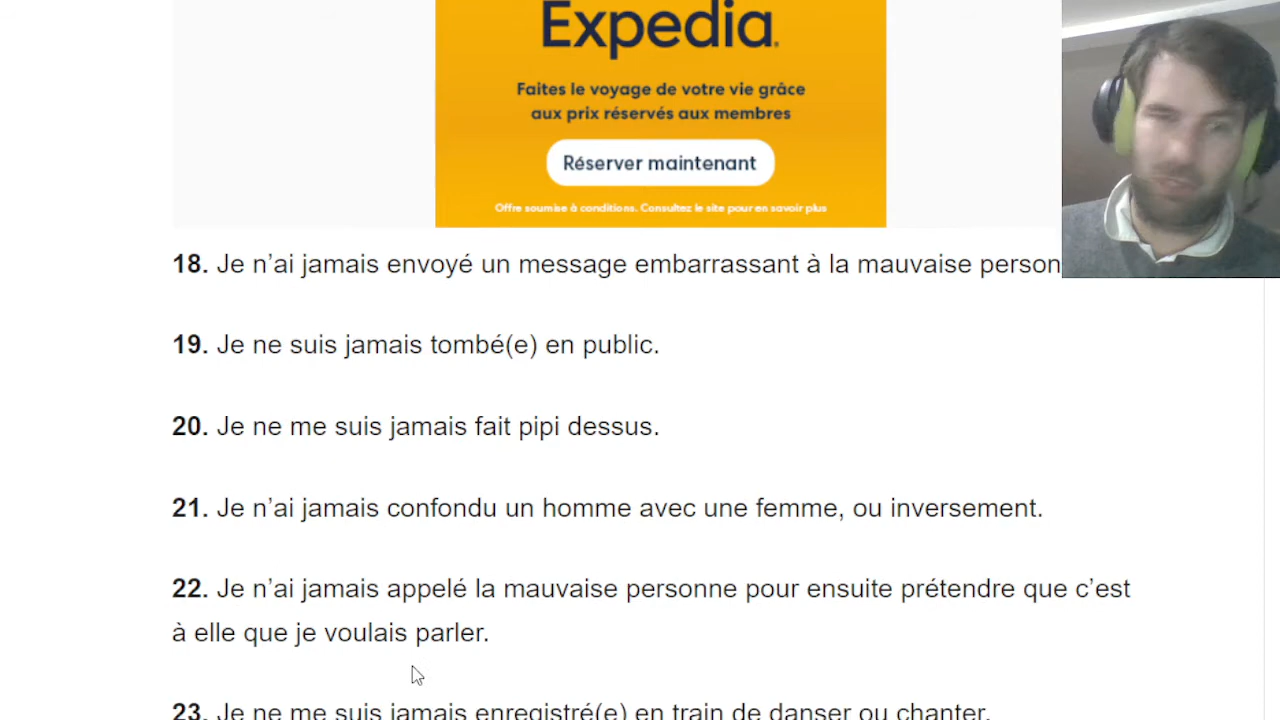 Expedia.
Faites le voyage de votre vie grâce
aux prix réservés aux membres
Réserver maintenant
Offre soumise à conditions. Consultez le site pour en savoir plus
18. Je n’ai jamais envoyé un message embarrassant à la mauvaise person
19. Je ne suis jamais tombé(e) en public.
20. Je ne me suis jamais fait pipi dessus.
21. Je n’ai jamais confondu un homme avec une femme, ou inversement.
22. Je n’ai jamais appelé la mauvaise personne pour ensuite prétendre que c’est
à elle que je voulais parler.
23. Je ne me suis jamais enregistré(e) en train de danser ou chanter.